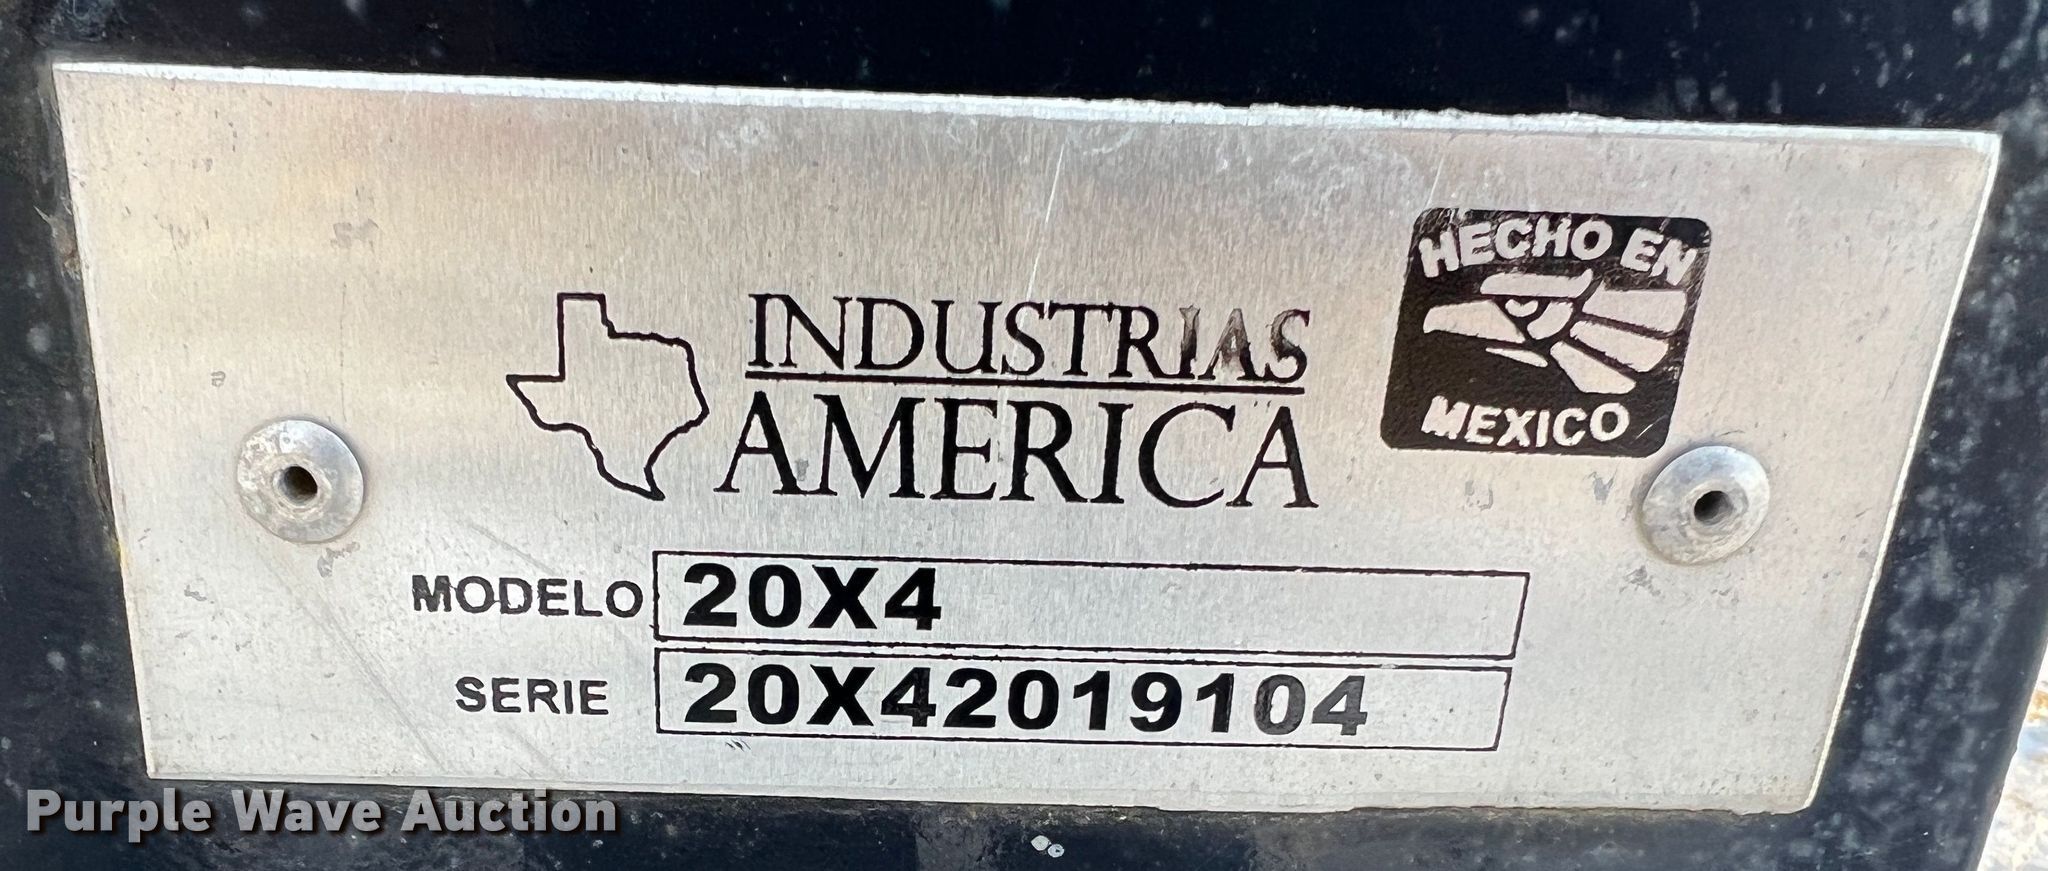 HECHO EN
MEXICO
INDUSTRIAS
AMERICA
MODELO 20X4
SERIE 20X42019104
Purple Wave Auction